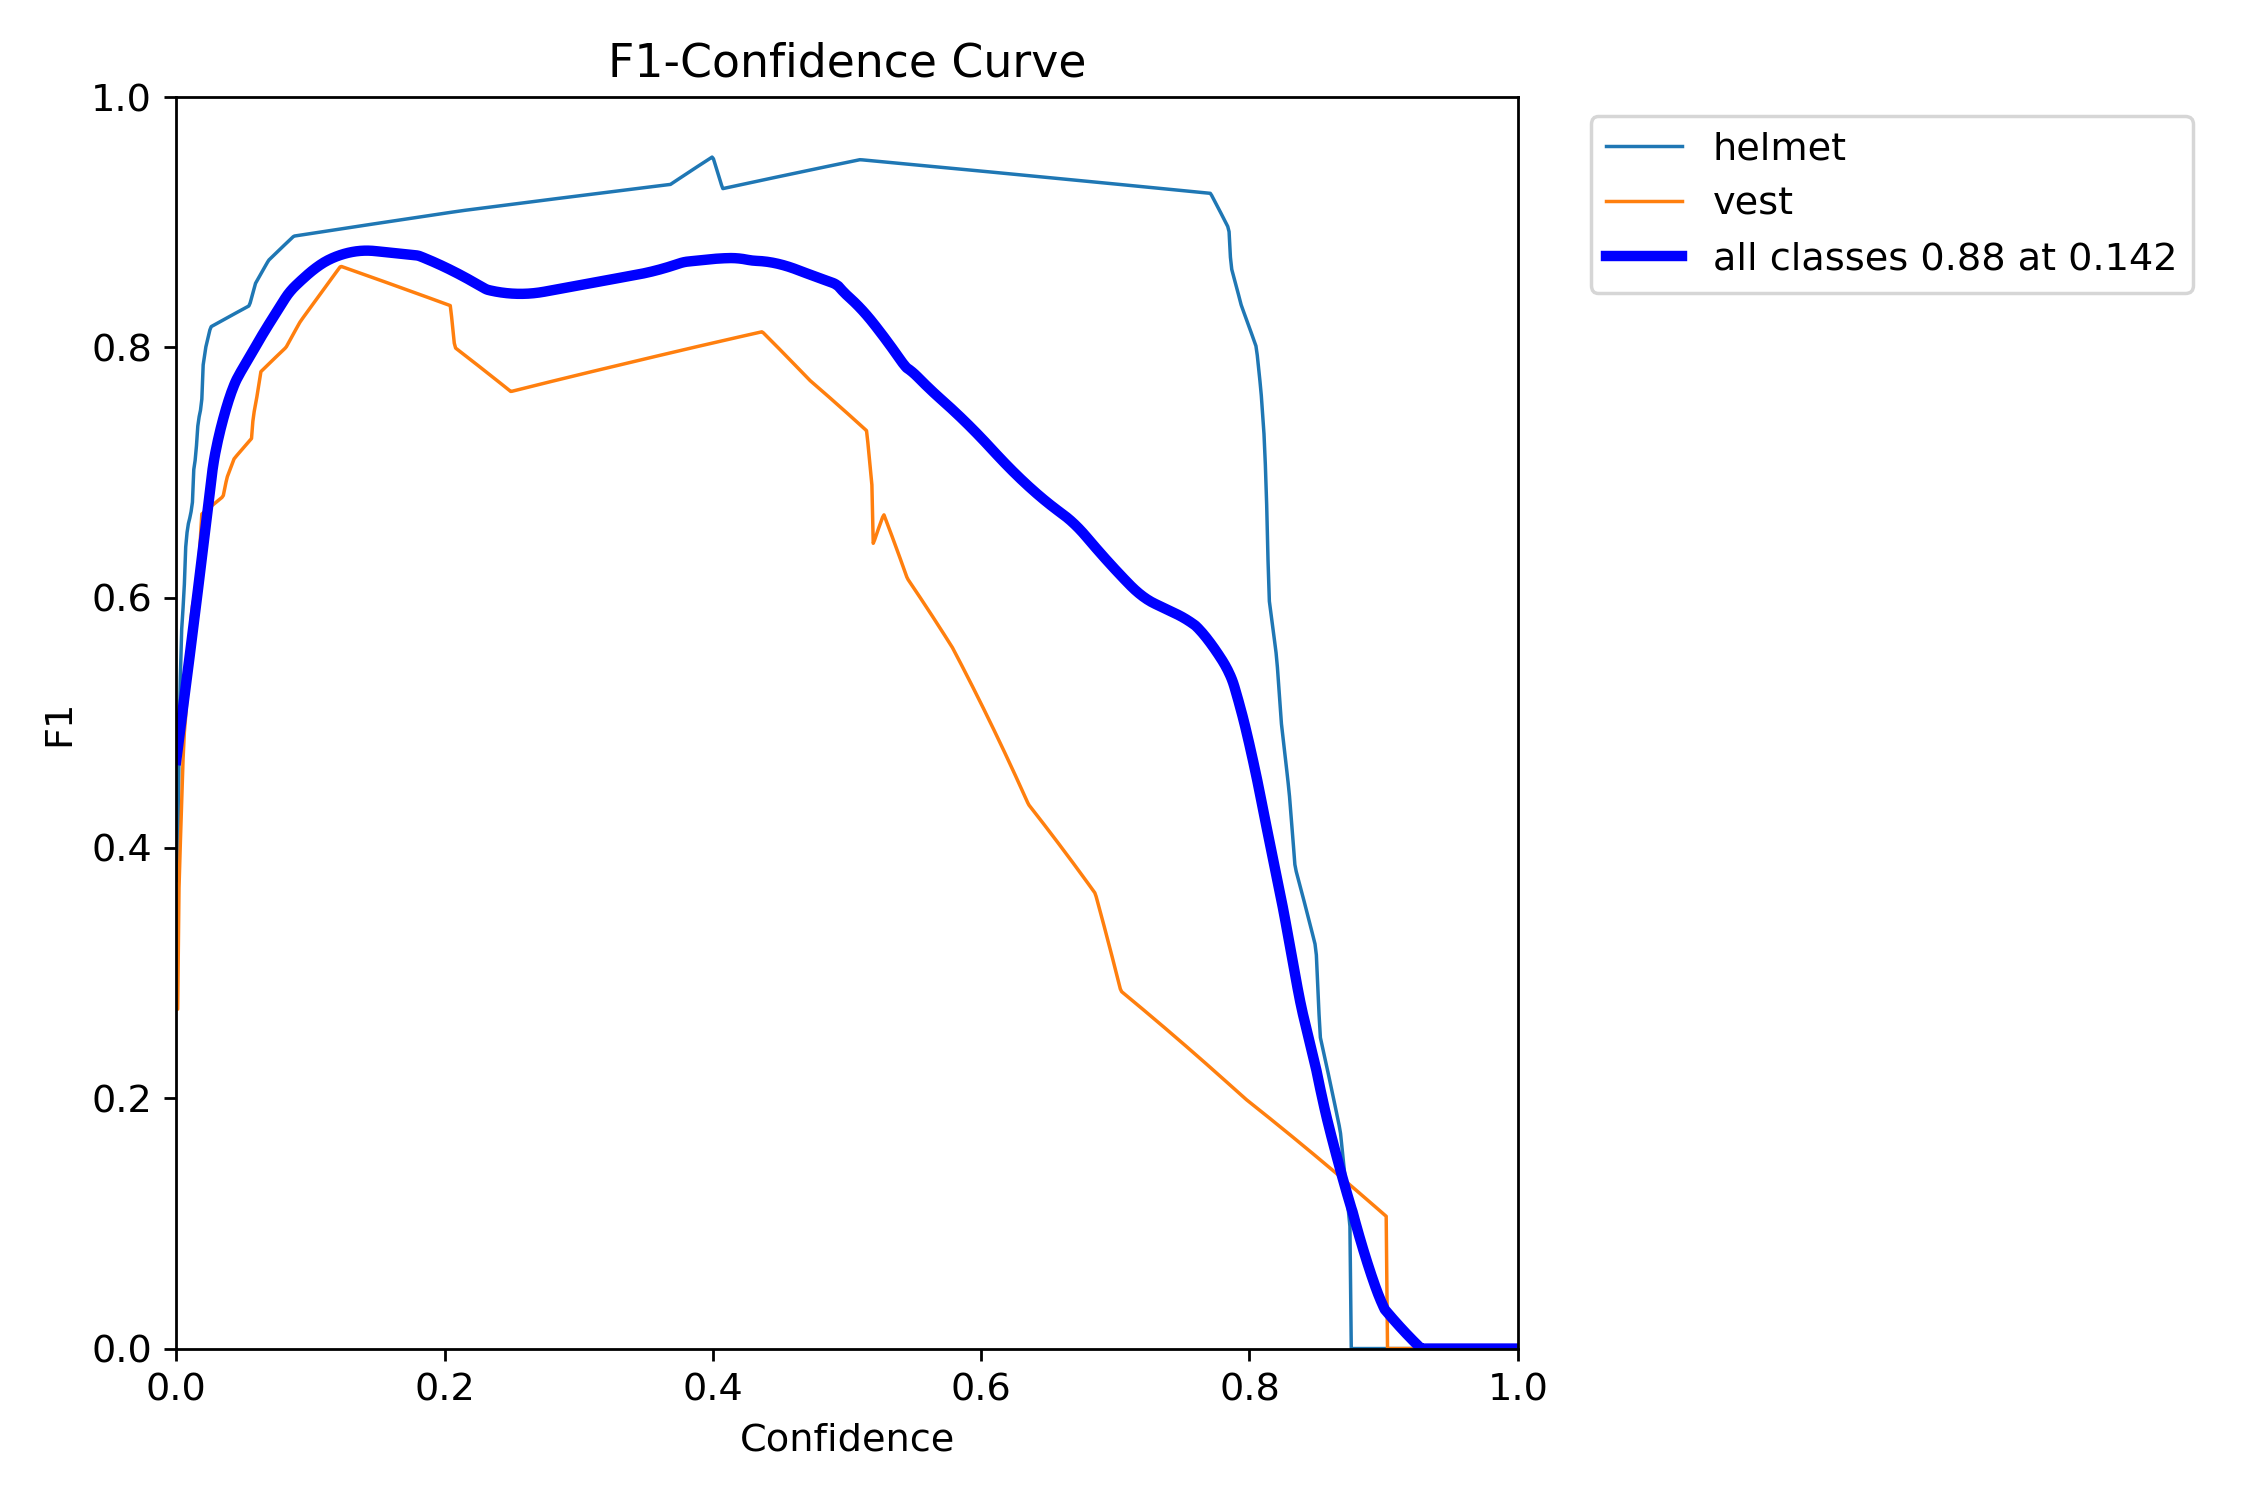 F1-Confidence Curve
1.0
0.8
0.6
0.4
0.2
0.0
F1
0.0 0.2 0.4 0.6 0.8 1.0
Confidence
helmet
vest
all classes 0.88 at 0.142